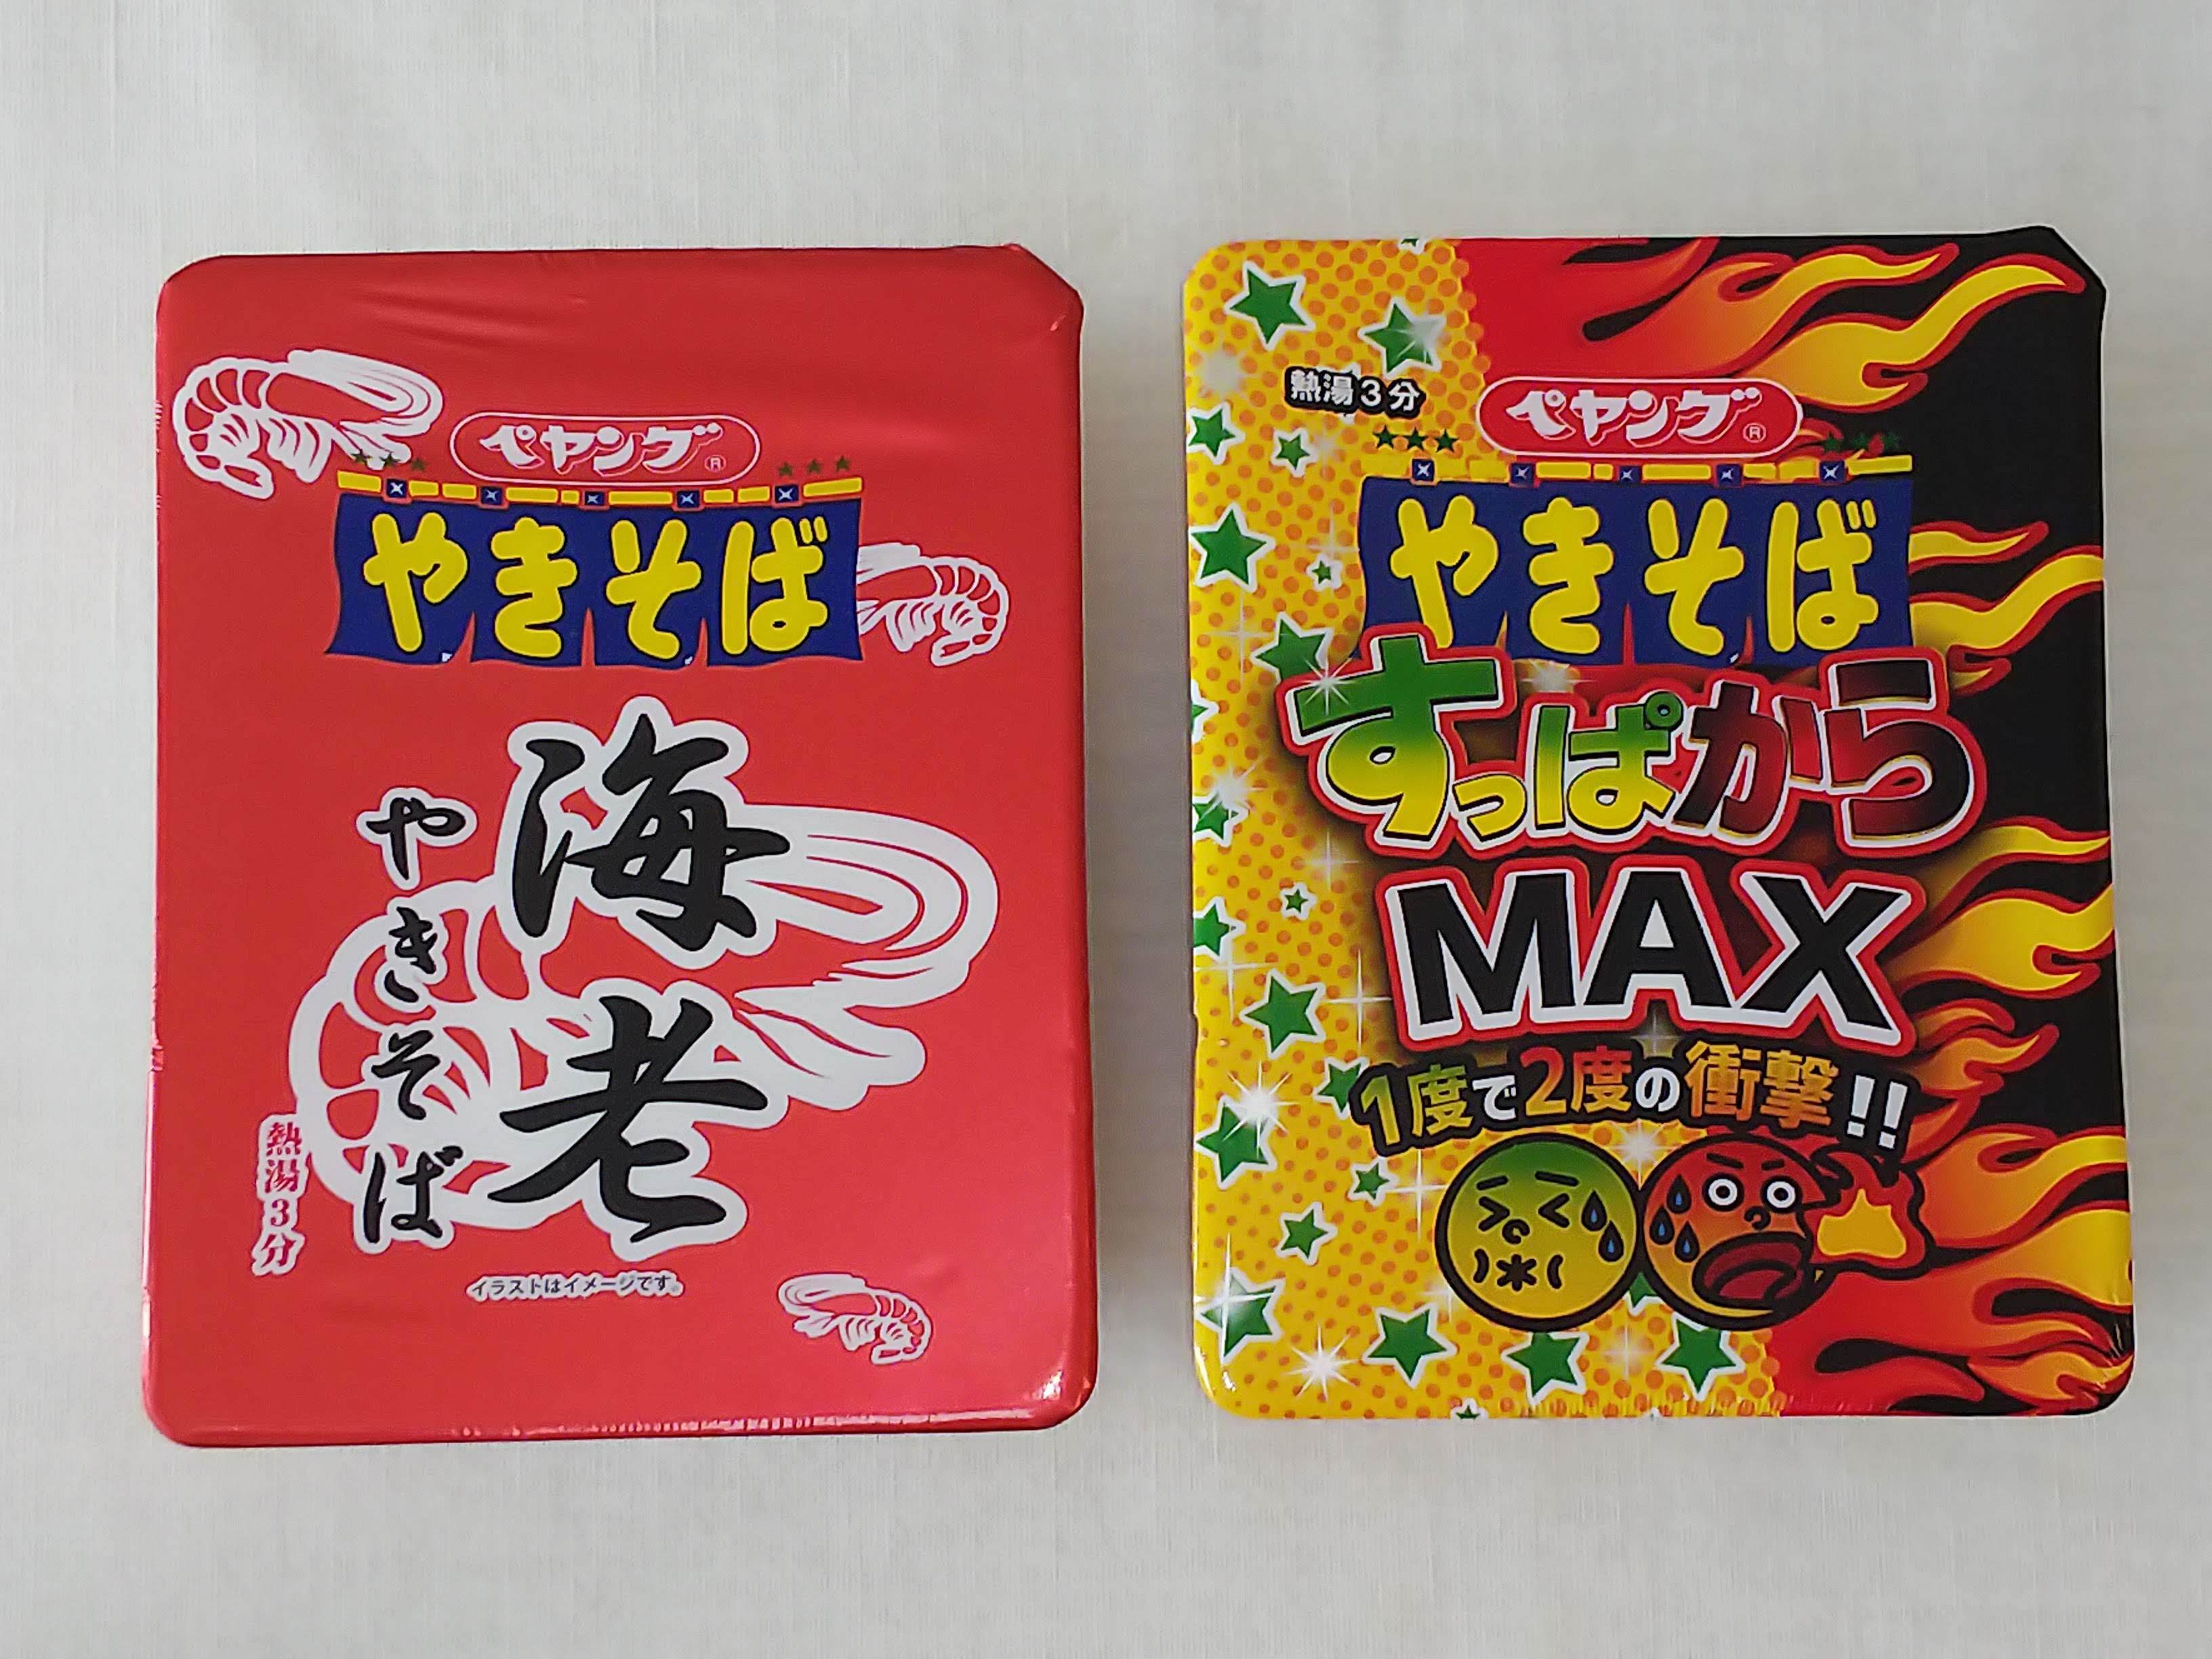 ペヤング®
やきそば
海老
やきそば
熱湯3分
イラストはイメージです。
熱湯3分
ペヤング®
やきそば
すっぱから
MAX
1度で2度の衝撃!!